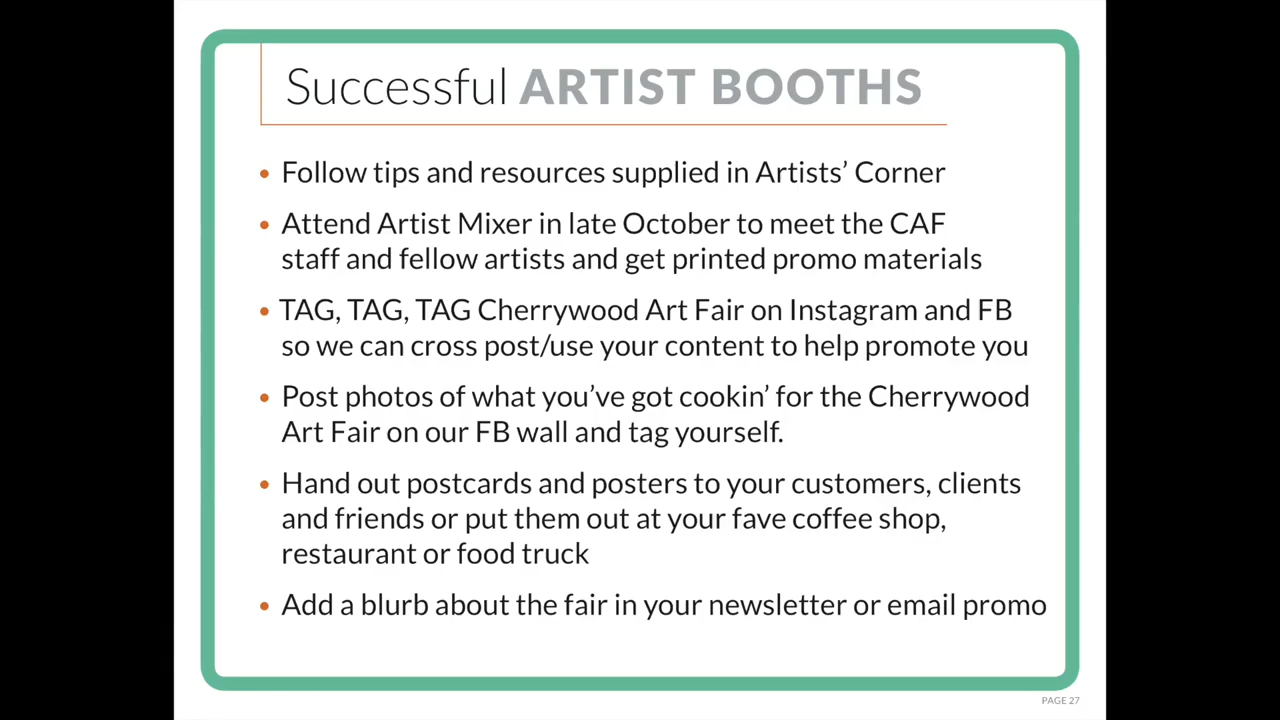 Successful ARTIST BOOTHS
• Follow tips and resources supplied in Artists’ Corner
• Attend Artist Mixer in late October to meet the CAF
staff and fellow artists and get printed promo materials
• TAG, TAG, TAG Cherrywood Art Fair on Instagram and FB
so we can cross post/use your content to help promote you
• Post photos of what you’ve got cookin’ for the Cherrywood
Art Fair on our FB wall and tag yourself.
• Hand out postcards and posters to your customers, clients
and friends or put them out at your fave coffee shop,
restaurant or food truck
• Add a blurb about the fair in your newsletter or email promo
PAGE 27